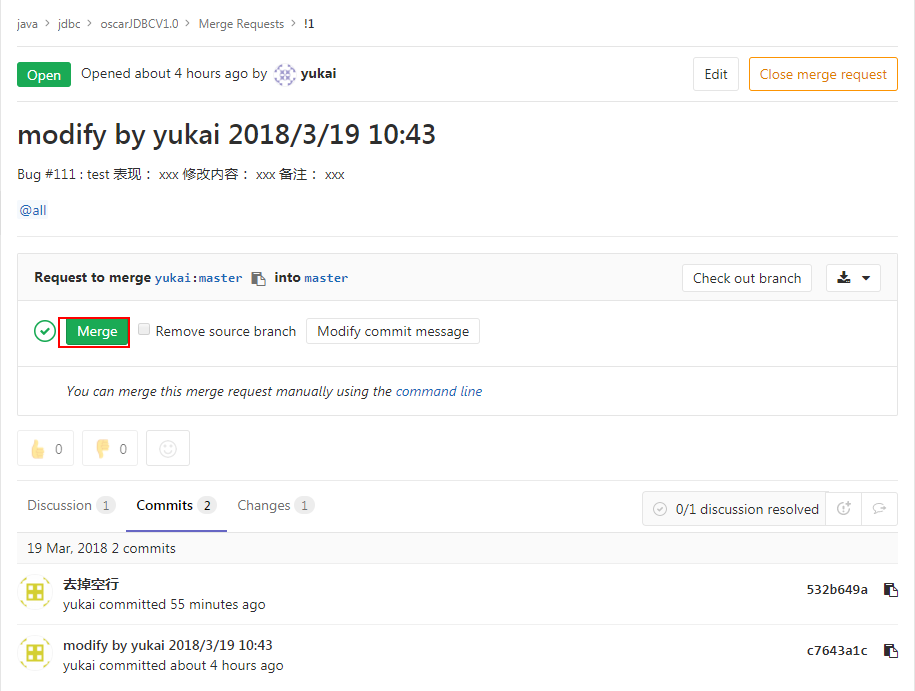 java > jdbc > oscarJDBCV1.0 > Merge Requests > !1
Open Opened about 4 hours ago by yukai Edit Close merge request
modify by yukai 2018/3/19 10:43
Bug #111 : test 表现： xxx 修改内容： xxx 备注： xxx
@all
Request to merge yukai:master into master Check out branch
Merge Remove source branch Modify commit message
You can merge this merge request manually using the command line
0 0
Discussion 1 Commits 2 Changes 1 0/1 discussion resolved
19 Mar, 2018 2 commits
去掉空行 532b649a
yukai committed 55 minutes ago
modify by yukai 2018/3/19 10:43 c7643a1c
yukai committed about 4 hours ago